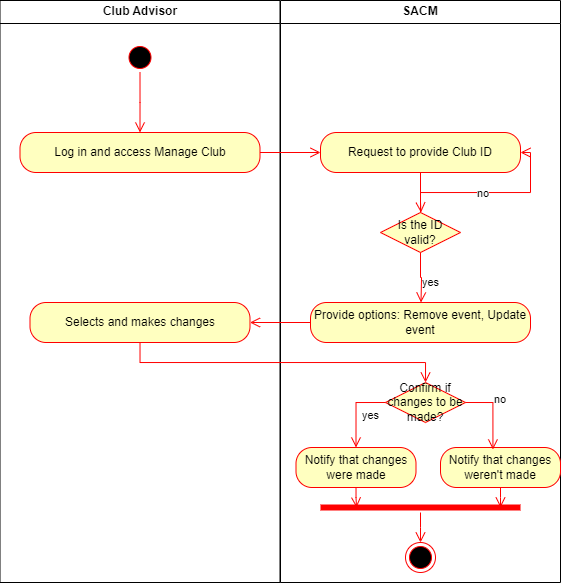 Club Advisor
SACM
Log in and access Manage Club
Request to provide Club ID
no
Is the ID
valid?
yes
Selects and makes changes
Provide options: Remove event, Update
event
Confirm if
changes to be
made?
yes
no
Notify that changes
were made
Notify that changes
weren't made